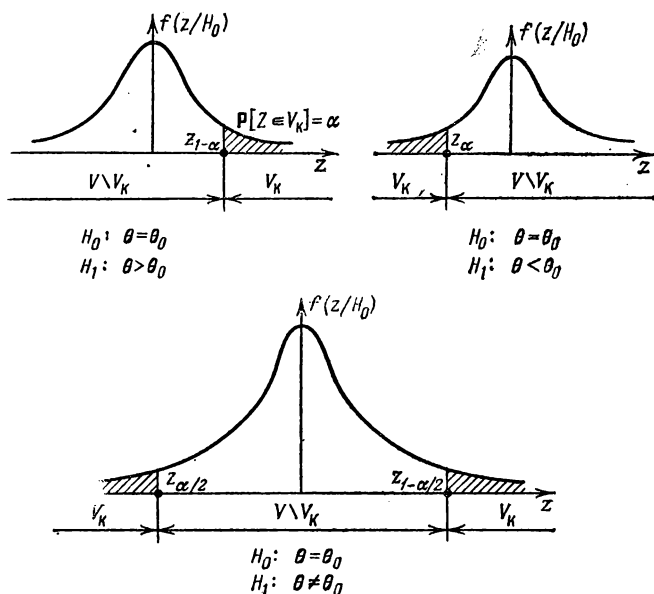 f(z/H₀)
P[Z ∈ Vₖ] = α
z₁₋α
z
V\Vₖ
Vₖ
H₀: θ=θ₀
H₁: θ>θ₀
f(z/H₀)
zα
z
Vₖ
V\Vₖ
H₀: θ=θ₀
H₁: θ<θ₀
f(z/H₀)
zα/2
z₁₋α/2
z
Vₖ
V\Vₖ
Vₖ
H₀: θ=θ₀
H₁: θ≠θ₀